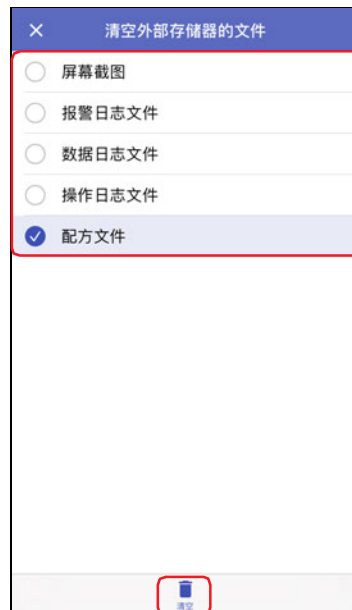 清空外部存储器的文件
屏幕截图
报警日志文件
数据日志文件
操作日志文件
配方文件
清空